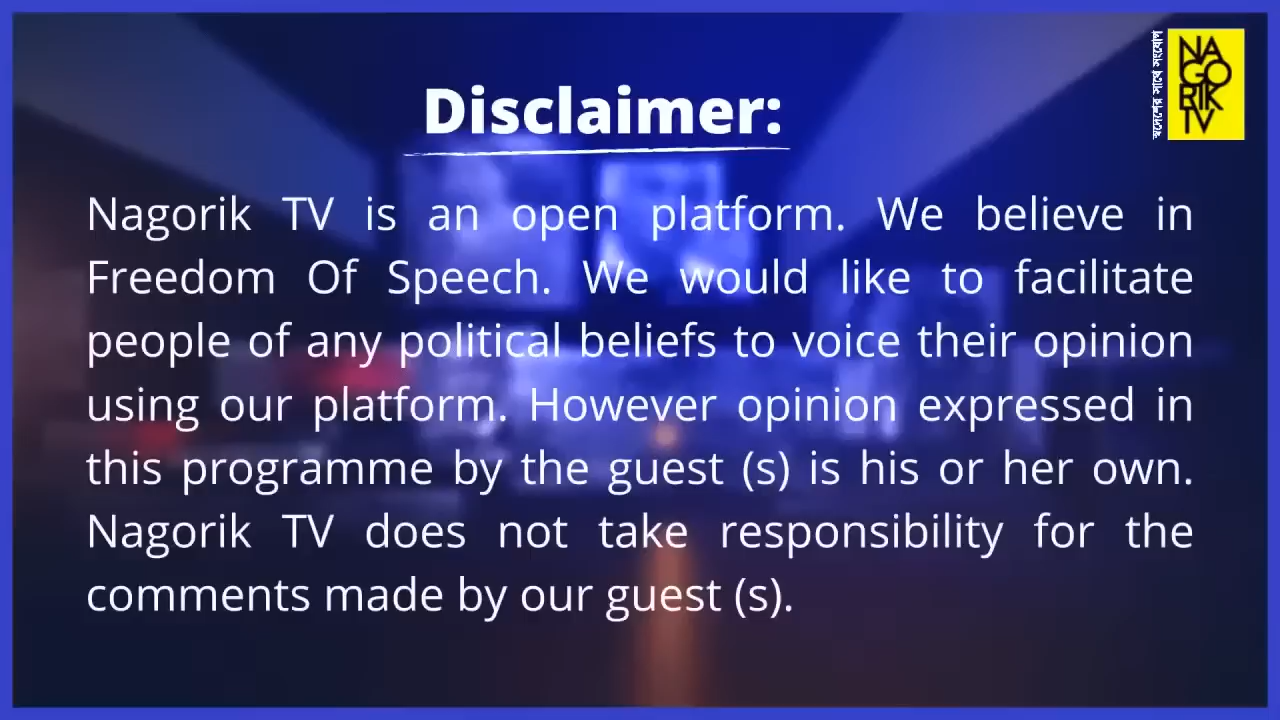 Disclaimer:
Nagorik TV is an open platform. We believe in
Freedom Of Speech. We would like to facilitate
people of any political beliefs to voice their opinion
using our platform. However opinion expressed in
this programme by the guest (s) is his or her own.
Nagorik TV does not take responsibility for the
comments made by our guest (s).
NA
GO
RIK
TV